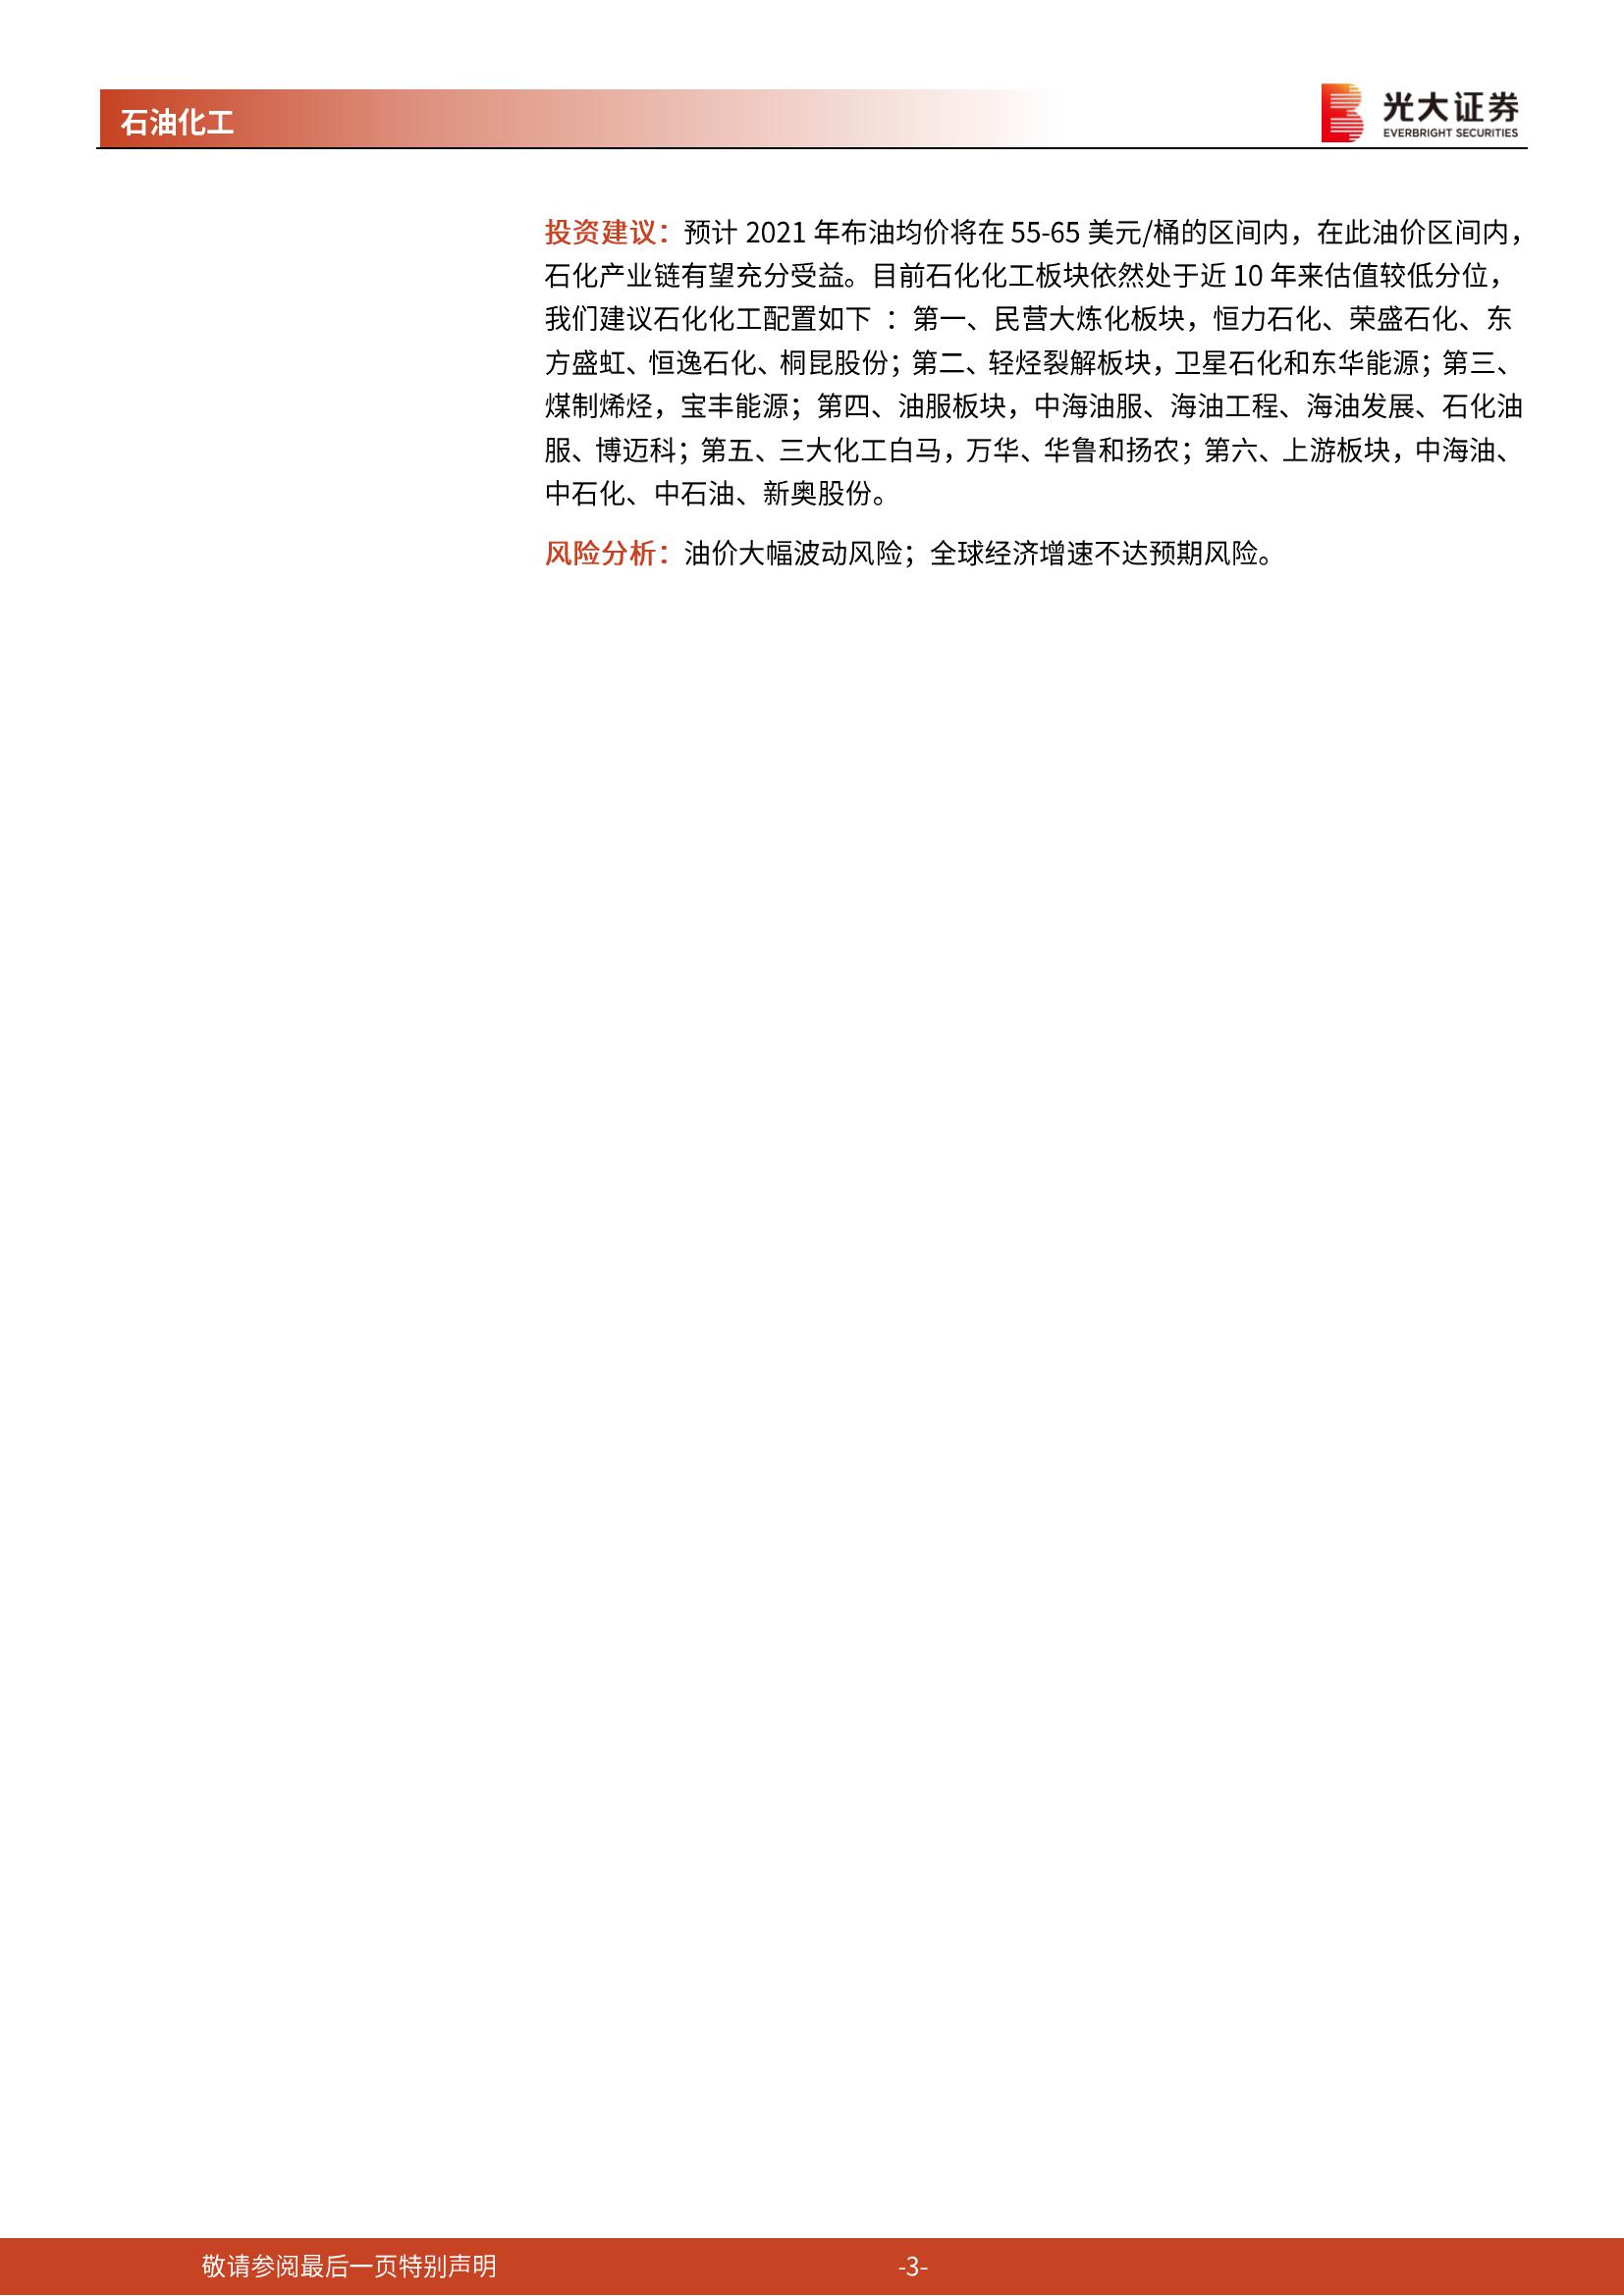 石油化工
光大证券
EVERBRIGHT SECURITIES
投资建议：预计 2021 年布油均价将在 55-65 美元/桶的区间内，在此油价区间内，
石化产业链有望充分受益。目前石化化工板块依然处于近 10 年来估值较低分位，
我们建议石化化工配置如下 ：第一、民营大炼化板块，恒力石化、荣盛石化、东
方盛虹、恒逸石化、桐昆股份；第二、轻烃裂解板块，卫星石化和东华能源；第三、
煤制烯烃，宝丰能源；第四、油服板块，中海油服、海油工程、海油发展、石化油
服、博迈科；第五、三大化工白马，万华、华鲁和扬农；第六、上游板块，中海油、
中石化、中石油、新奥股份。
风险分析：油价大幅波动风险；全球经济增速不达预期风险。
敬请参阅最后一页特别声明
-3-